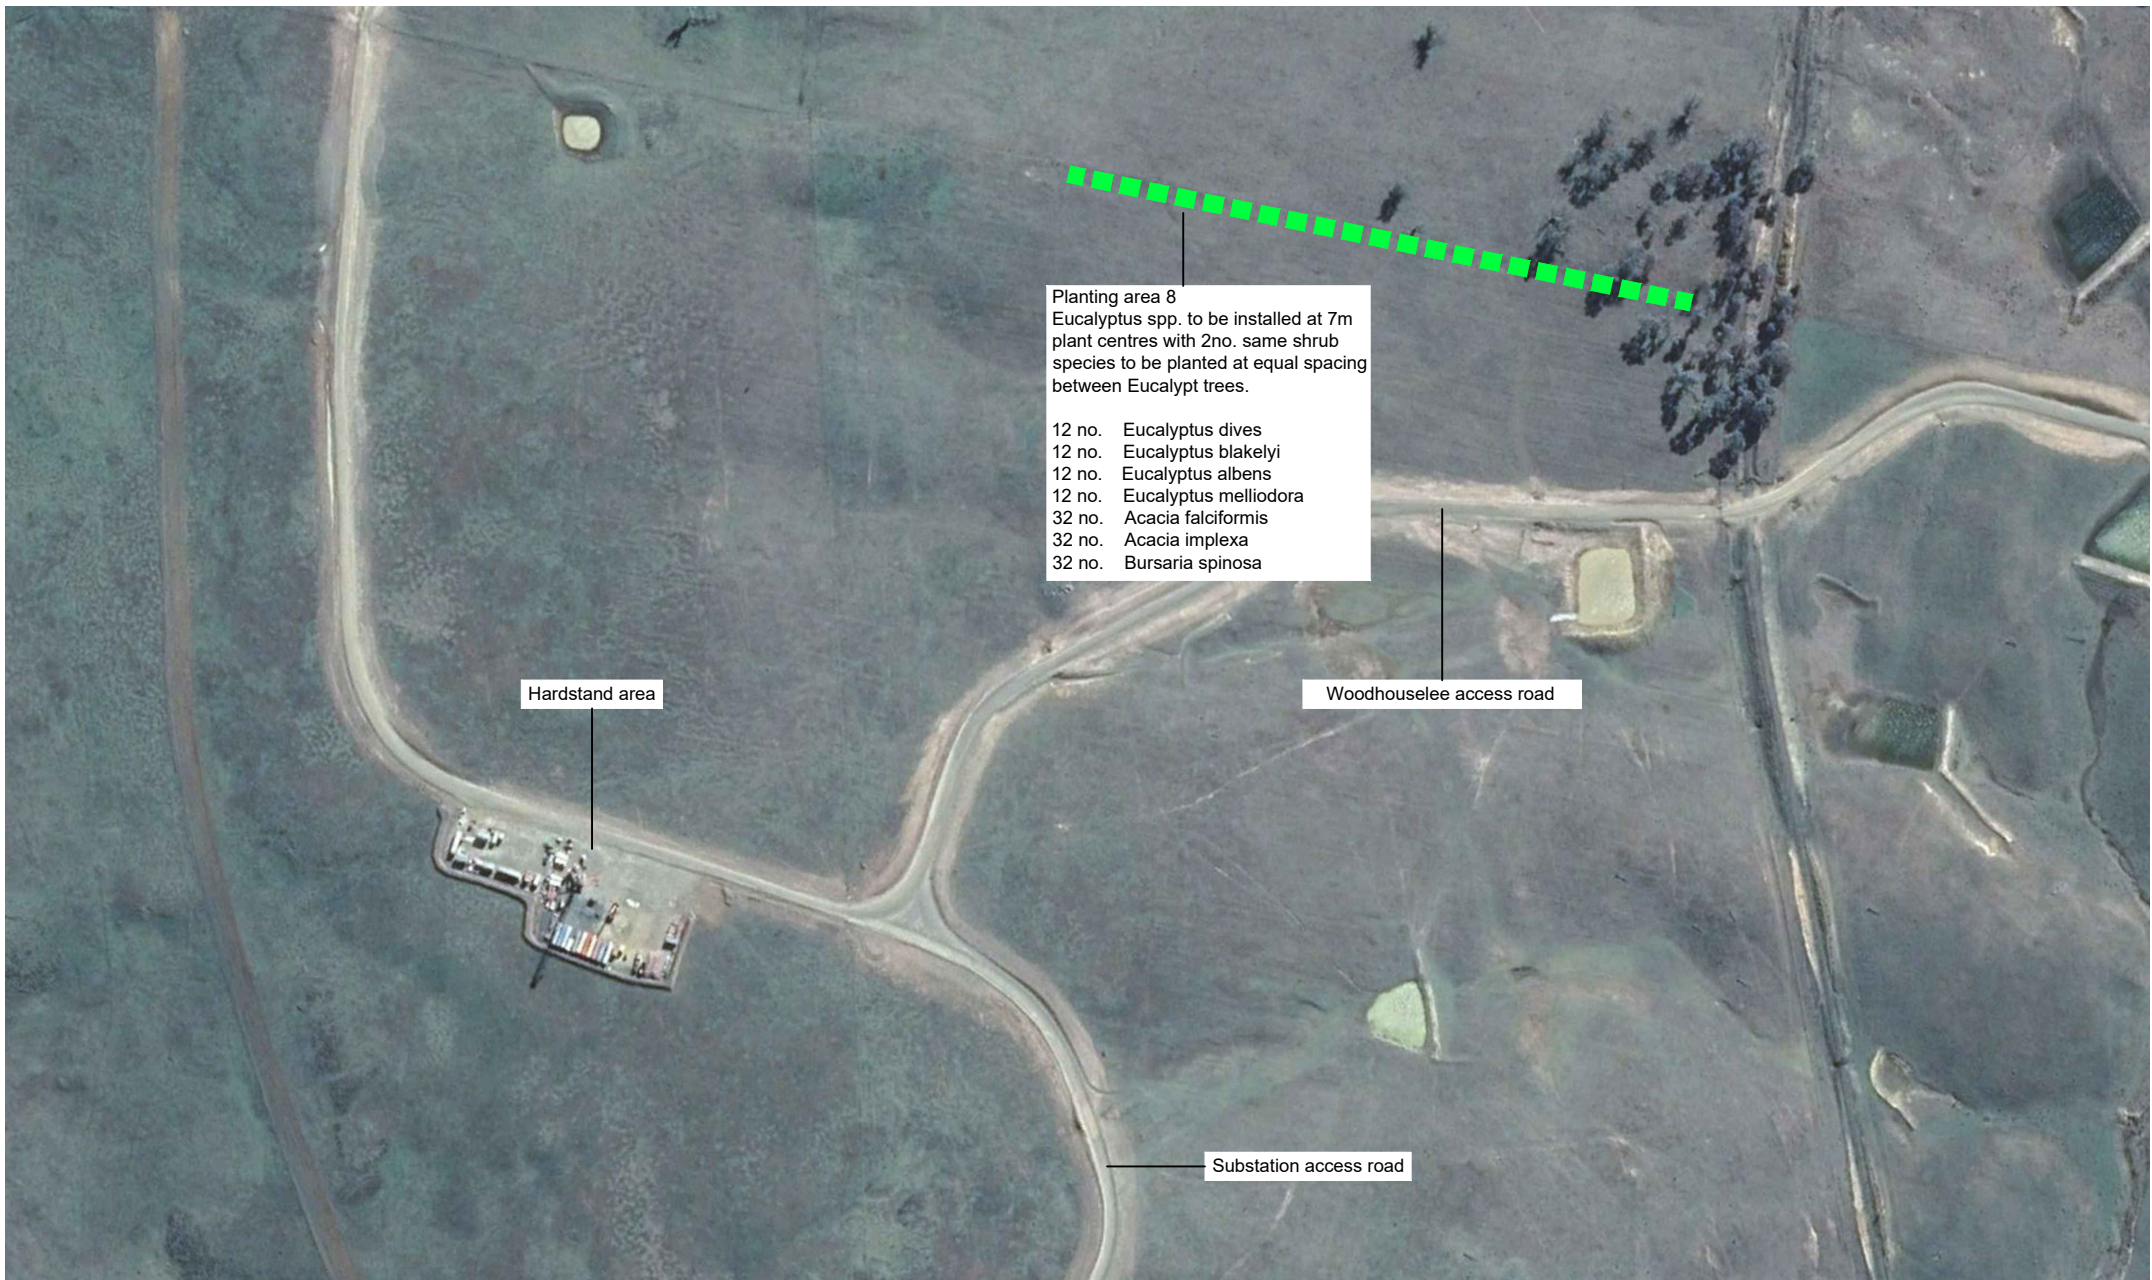 Planting area 8
Eucalyptus spp. to be installed at 7m
plant centres with 2no. same shrub
species to be planted at equal spacing
between Eucalypt trees.
12 no. Eucalyptus dives
12 no. Eucalyptus blakelyi
12 no. Eucalyptus albens
12 no. Eucalyptus melliodora
32 no. Acacia falciformis
32 no. Acacia implexa
32 no. Bursaria spinosa
Hardstand area
Woodhouselee access road
Substation access road